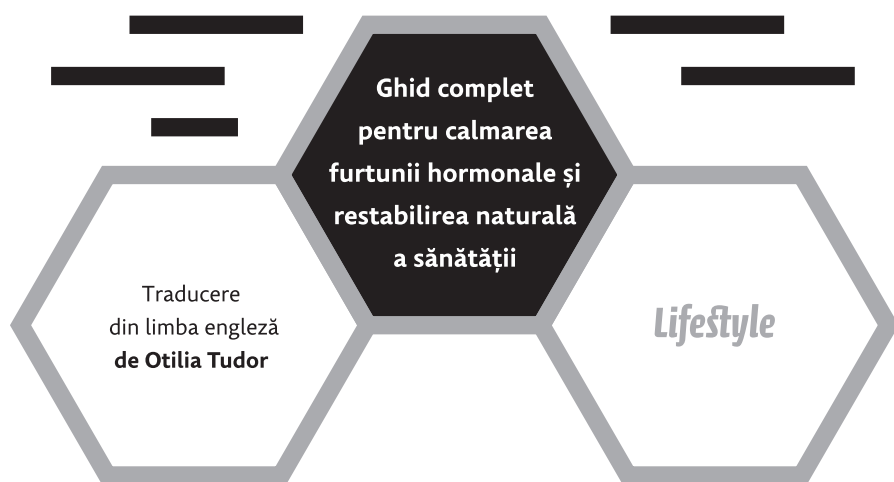 Ghid complet
pentru calmarea
furtunii hormonale și
restabilirea naturală
a sănătății
Traducere
din limba engleză
de Otilia Tudor
Lifestyle